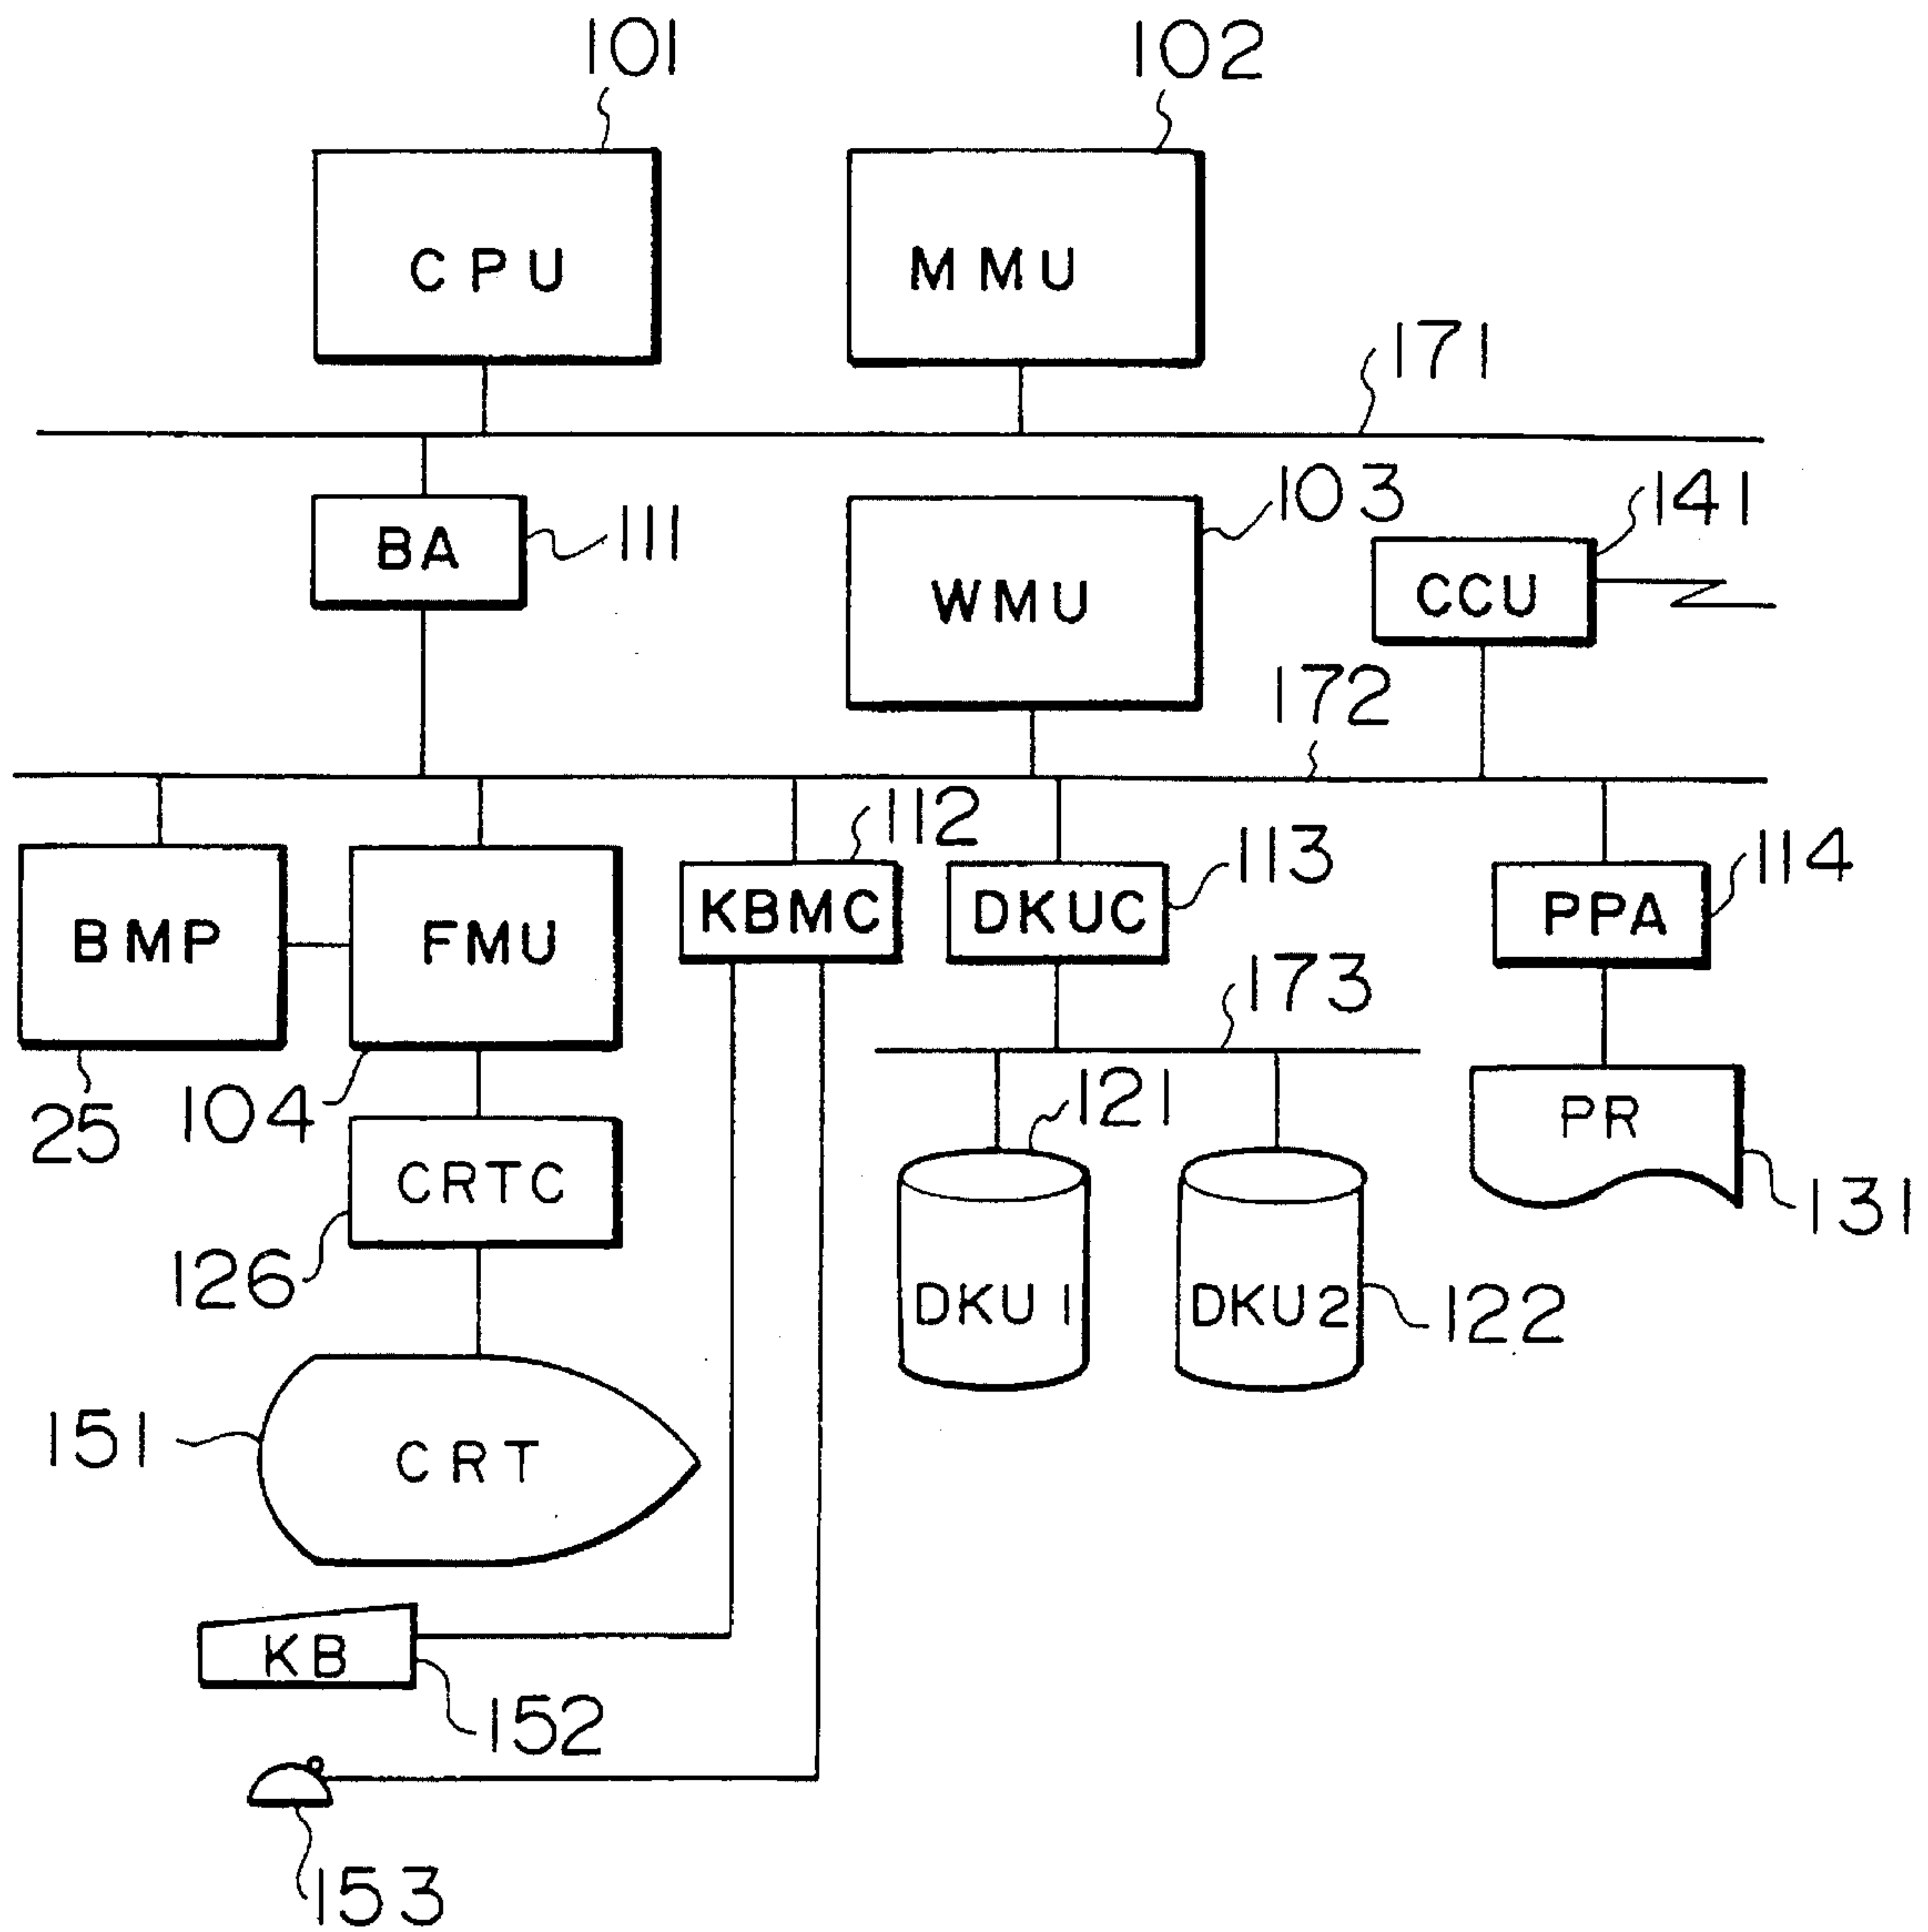 101
102
CPU
MMU
171
BA
111
WMU
103
141
CCU
172
112
BMP
FMU
KBMC
DKUC
113
PPA
114
173
25
104
121
PR
CRTC
131
126
DKU1
DKU2
122
151
CRT
KB
152
153